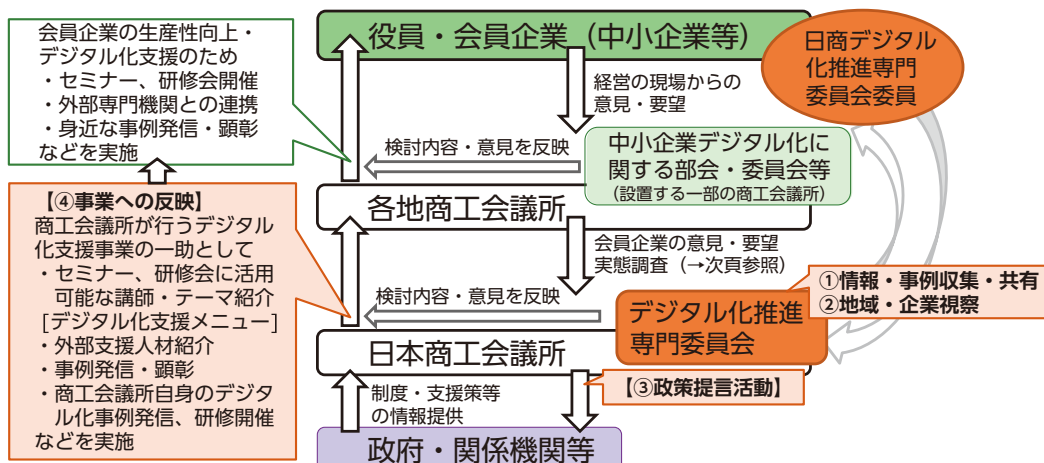 会員企業の生産性向上・
デジタル化支援のため
・セミナー、研修会開催
・外部専門機関との連携
・身近な事例発信・顕彰
などを実施
役員・会員企業（中小企業等）
日商デジタル
化推進専門
委員会委員
経営の現場からの
意見・要望
検討内容・意見を反映
中小企業デジタル化に
関する部会・委員会等
（設置する一部の商工会議所）
各地商工会議所
【④事業への反映】
商工会議所が行うデジタル
化支援事業の一助として
・セミナー、研修会に活用
可能な講師・テーマ紹介
[デジタル化支援メニュー]
・外部支援人材紹介
・事例発信・顕彰
・商工会議所自身のデジタ
ル化事例発信、研修開催
などを実施
会員企業の意見・要望
実態調査（→次頁参照）
検討内容・意見を反映
デジタル化推進
専門委員会
①情報・事例収集・共有
②地域・企業視察
日本商工会議所
制度・支援策等
の情報提供
【③政策提言活動】
政府・関係機関等